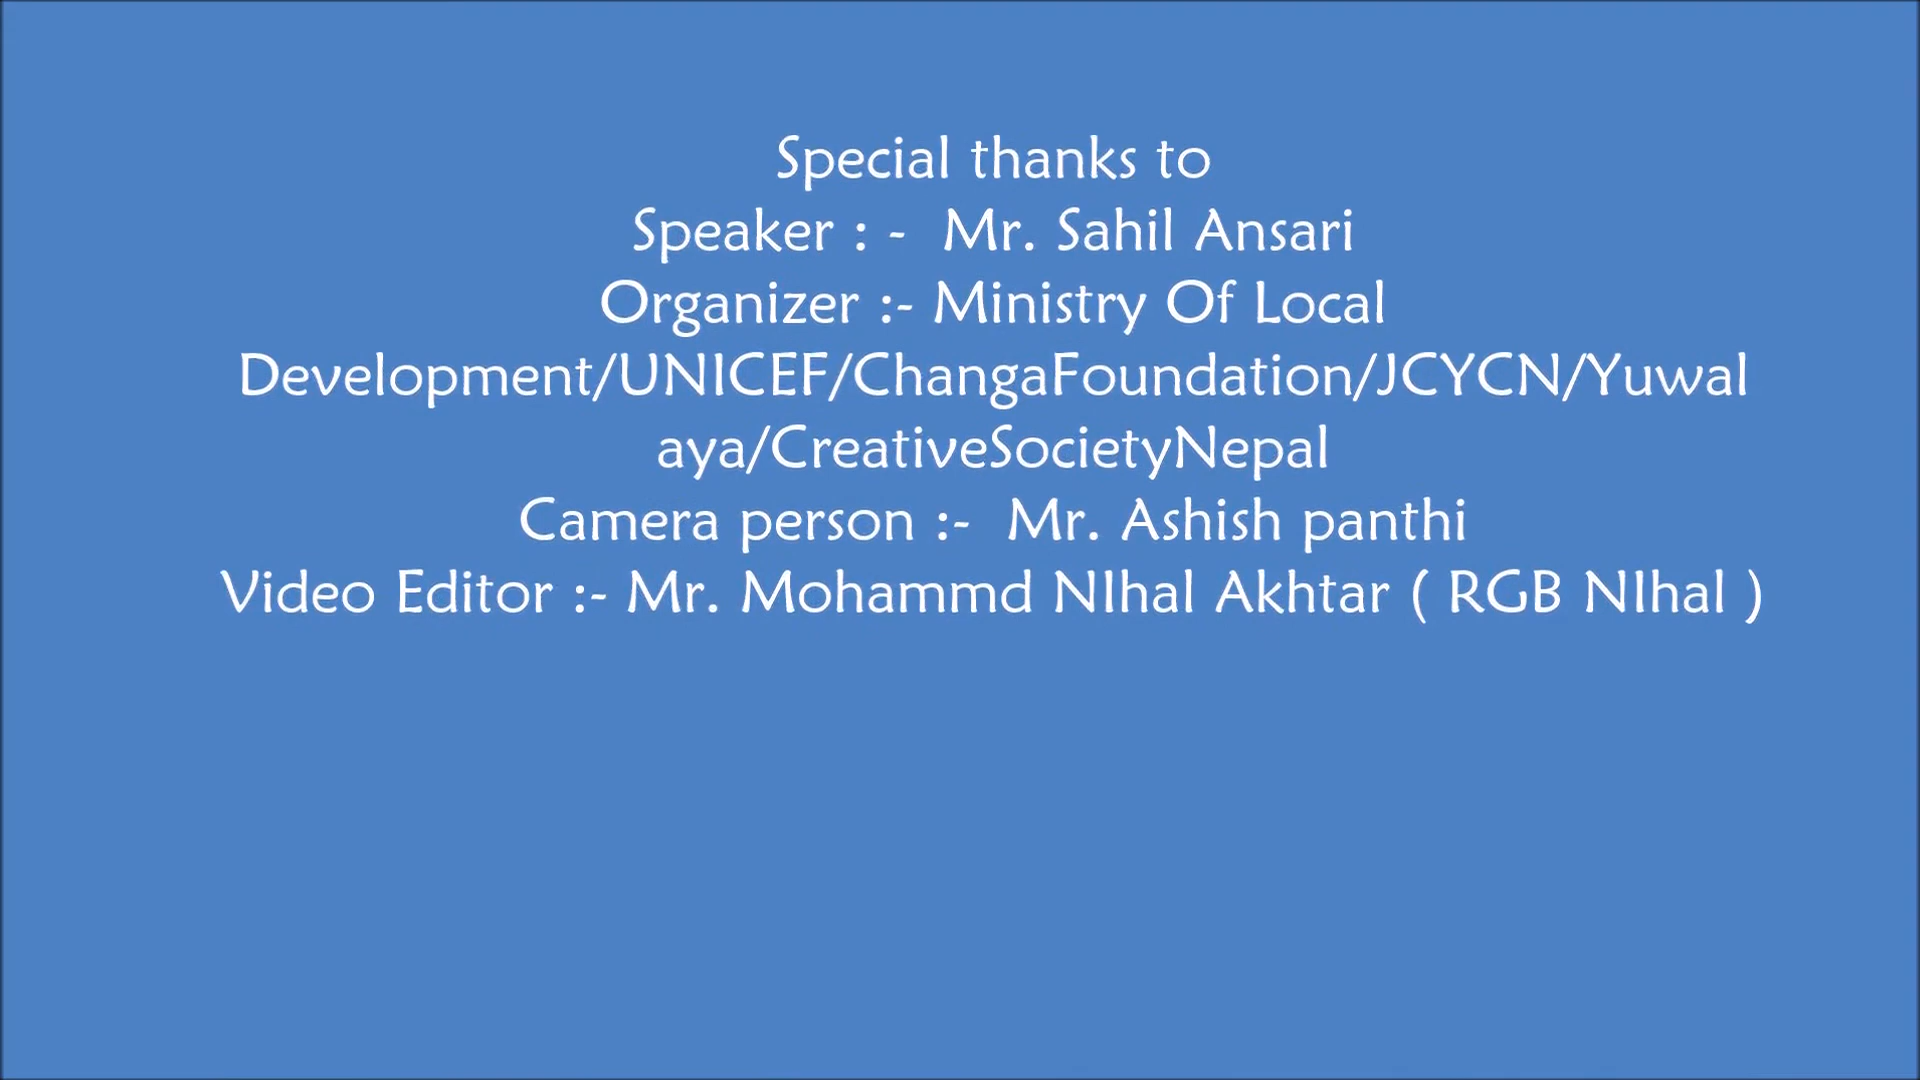 Special thanks to
Speaker : -  Mr. Sahil Ansari
Organizer :- Ministry Of Local
Development/UNICEF/ChangaFoundation/JCYCN/Yuwal
aya/CreativeSocietyNepal
Camera person :-  Mr. Ashish panthi
Video Editor :- Mr. Mohammd NIhal Akhtar ( RGB NIhal )